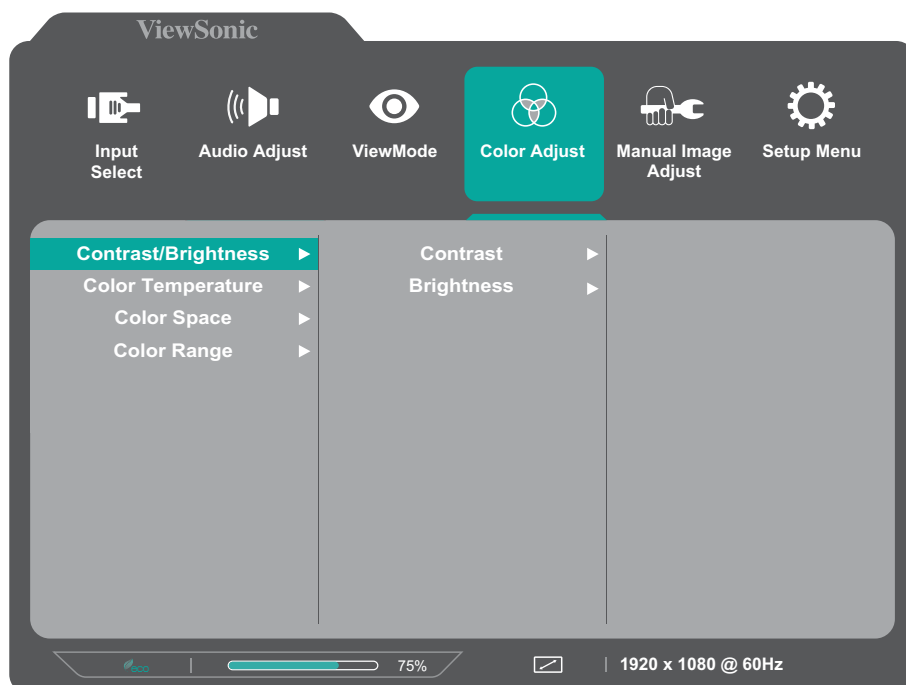 ViewSonic
Input
Select
Audio Adjust
ViewMode
Color Adjust
Manual Image
Adjust
Setup Menu
Contrast/Brightness
Color Temperature
Color Space
Color Range
Contrast
Brightness
eco
75%
1920 x 1080 @ 60Hz